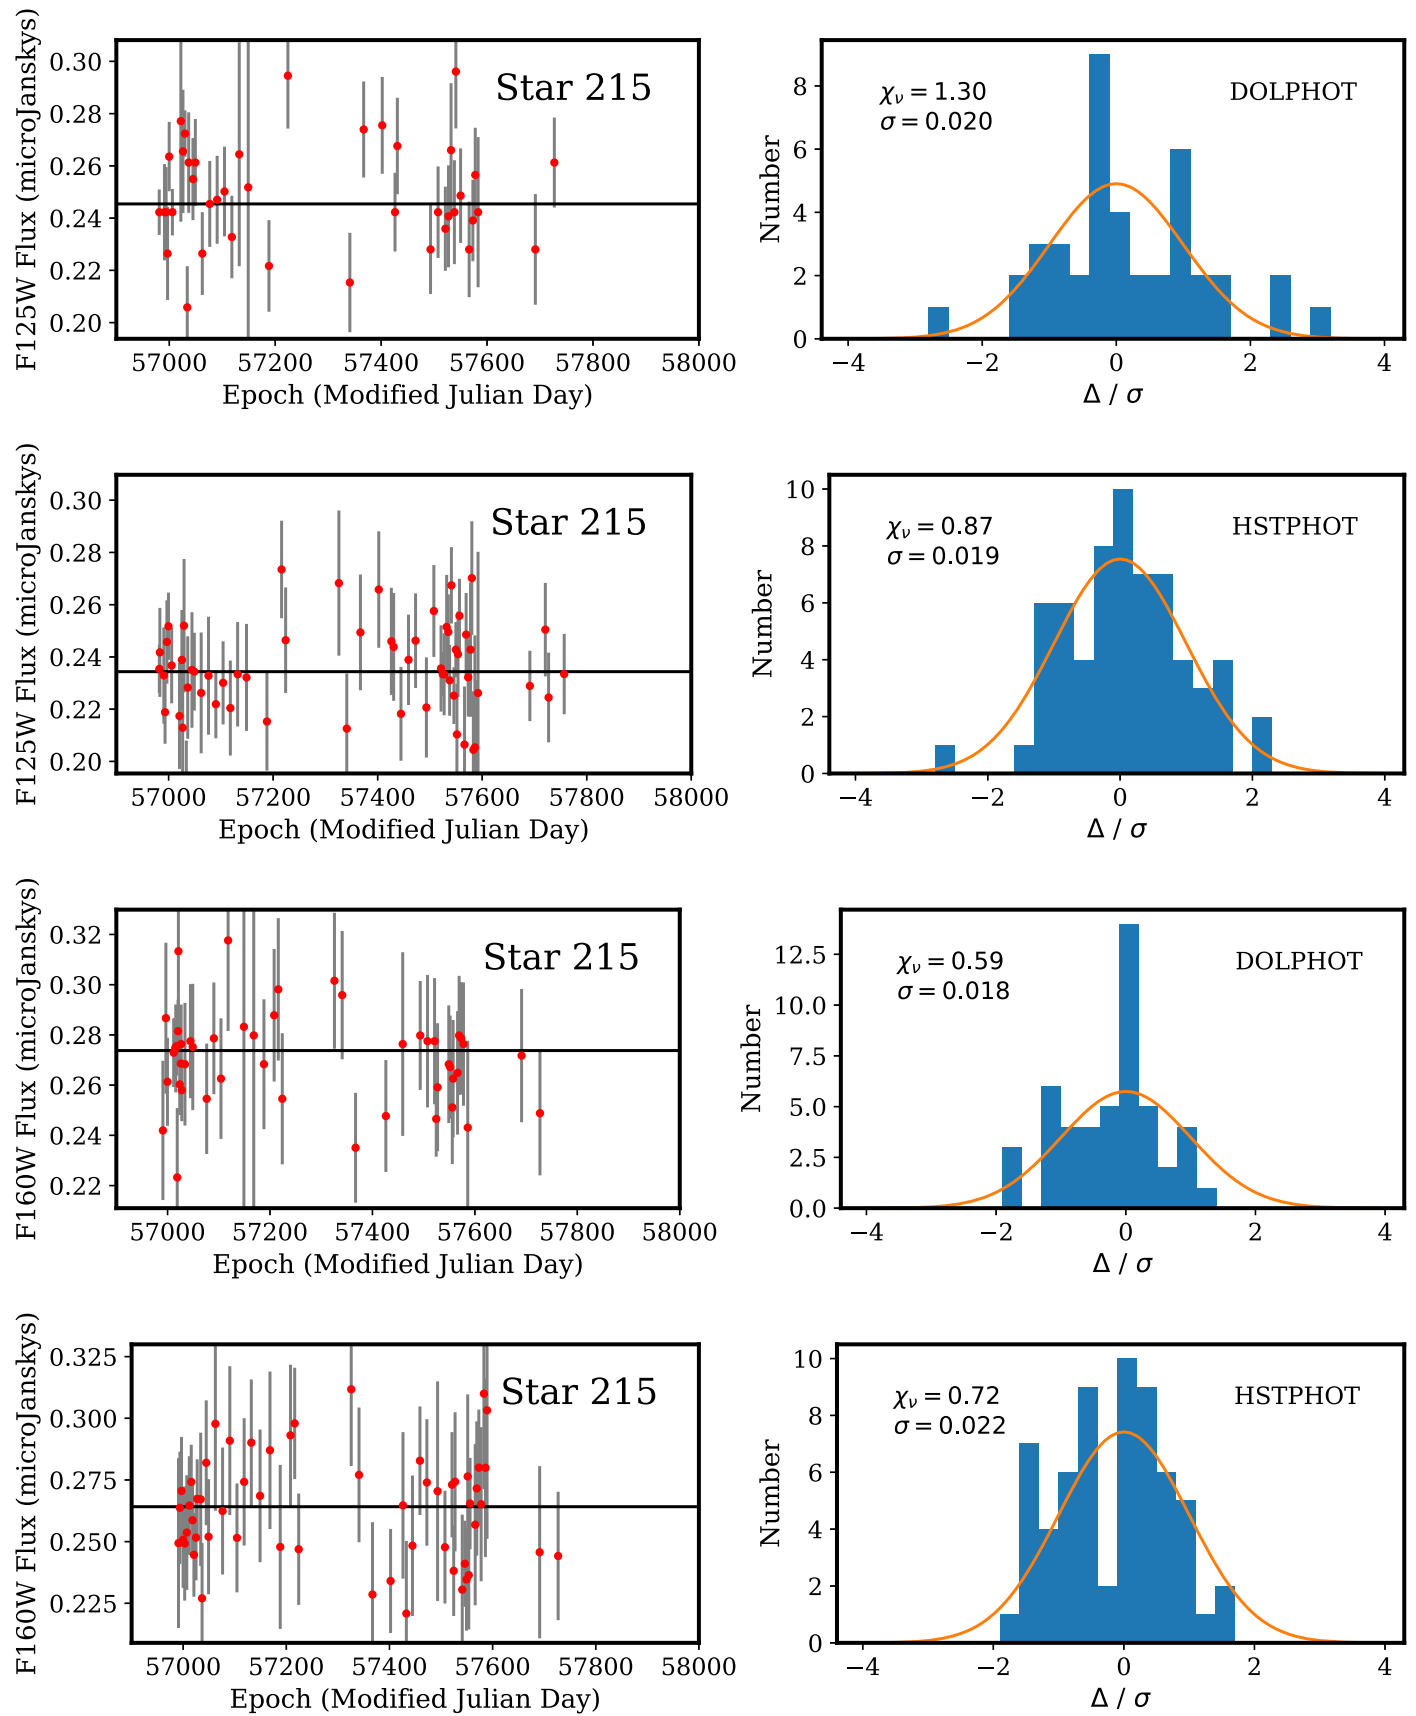 F125W Flux (microJanskys)
0.30
0.28
0.26
0.24
0.22
0.20
Star 215
57000 57200 57400 57600 57800 58000
Epoch (Modified Julian Day)
Number
8
6
4
2
0
χν = 1.30
σ = 0.020
DOLPHOT
−4 −2 0 2 4
Δ / σ
F125W Flux (microJanskys)
0.30
0.28
0.26
0.24
0.22
0.20
Star 215
57000 57200 57400 57600 57800 58000
Epoch (Modified Julian Day)
Number
10
8
6
4
2
0
χν = 0.87
σ = 0.019
HSTPHOT
−4 −2 0 2 4
Δ / σ
F160W Flux (microJanskys)
0.32
0.30
0.28
0.26
0.24
0.22
Star 215
57000 57200 57400 57600 57800 58000
Epoch (Modified Julian Day)
Number
12.5
10.0
7.5
5.0
2.5
0.0
χν = 0.59
σ = 0.018
DOLPHOT
−4 −2 0 2 4
Δ / σ
F160W Flux (microJanskys)
0.325
0.300
0.275
0.250
0.225
Star 215
57000 57200 57400 57600 57800 58000
Epoch (Modified Julian Day)
Number
10
8
6
4
2
0
χν = 0.72
σ = 0.022
HSTPHOT
−4 −2 0 2 4
Δ / σ